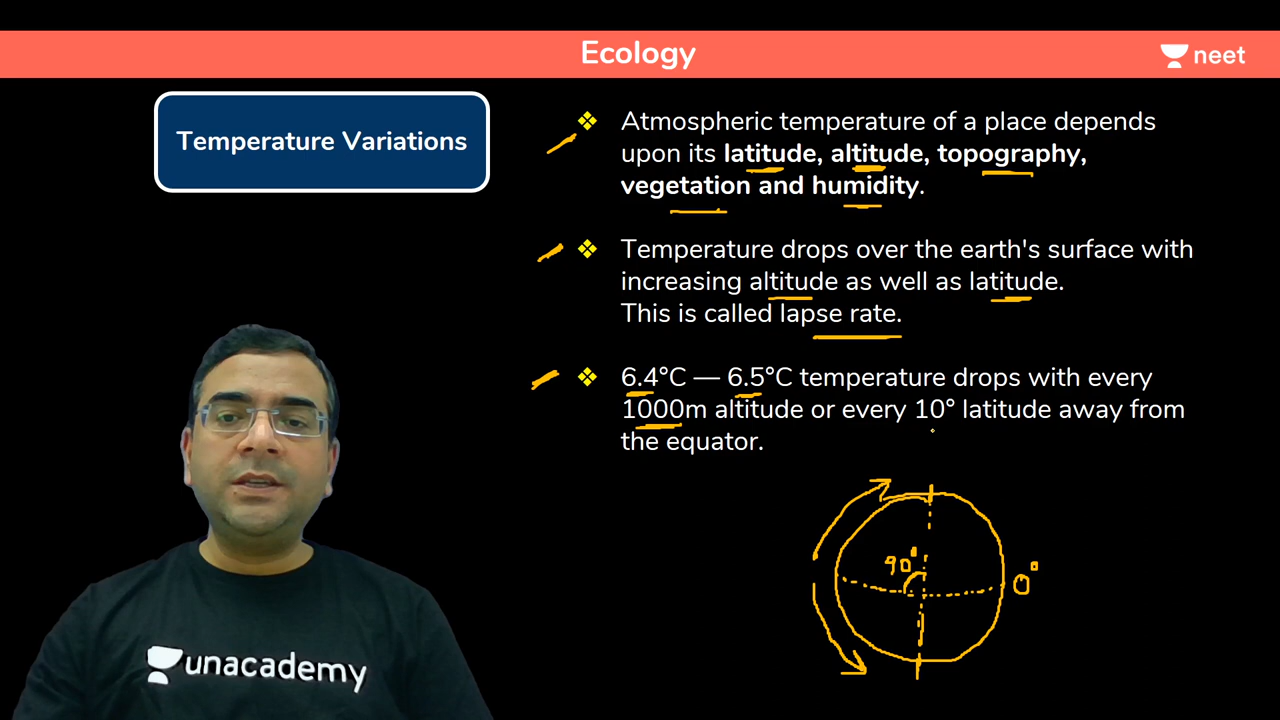 Ecology
neet
Temperature Variations
❖ Atmospheric temperature of a place depends
upon its latitude, altitude, topography,
vegetation and humidity.
❖ Temperature drops over the earth's surface with
increasing altitude as well as latitude.
This is called lapse rate.
❖ 6.4°C — 6.5°C temperature drops with every
1000m altitude or every 10° latitude away from
the equator.
90°
0°
unacademy